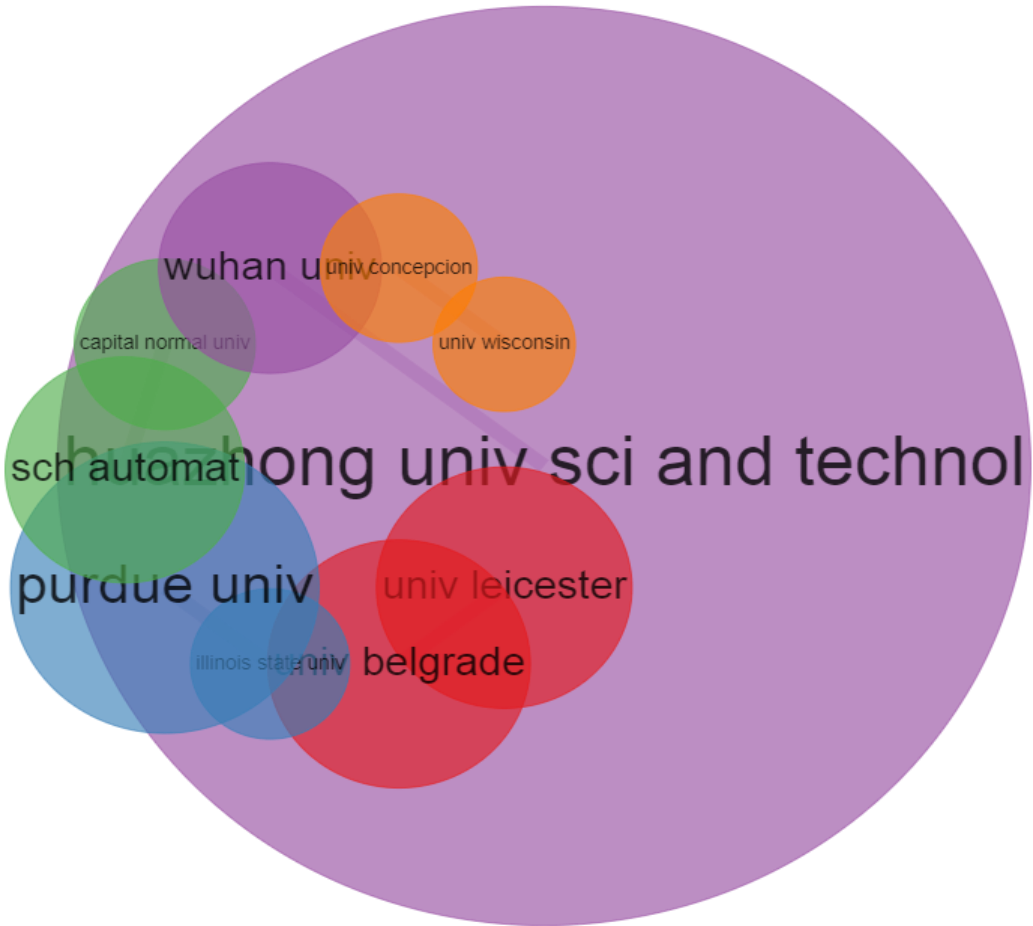 wuhan univ
univ concepcion
capital normal univ
univ wisconsin
huazhong univ sci and technol
sch automat
purdue univ
univ leicester
illinois state univ
univ belgrade